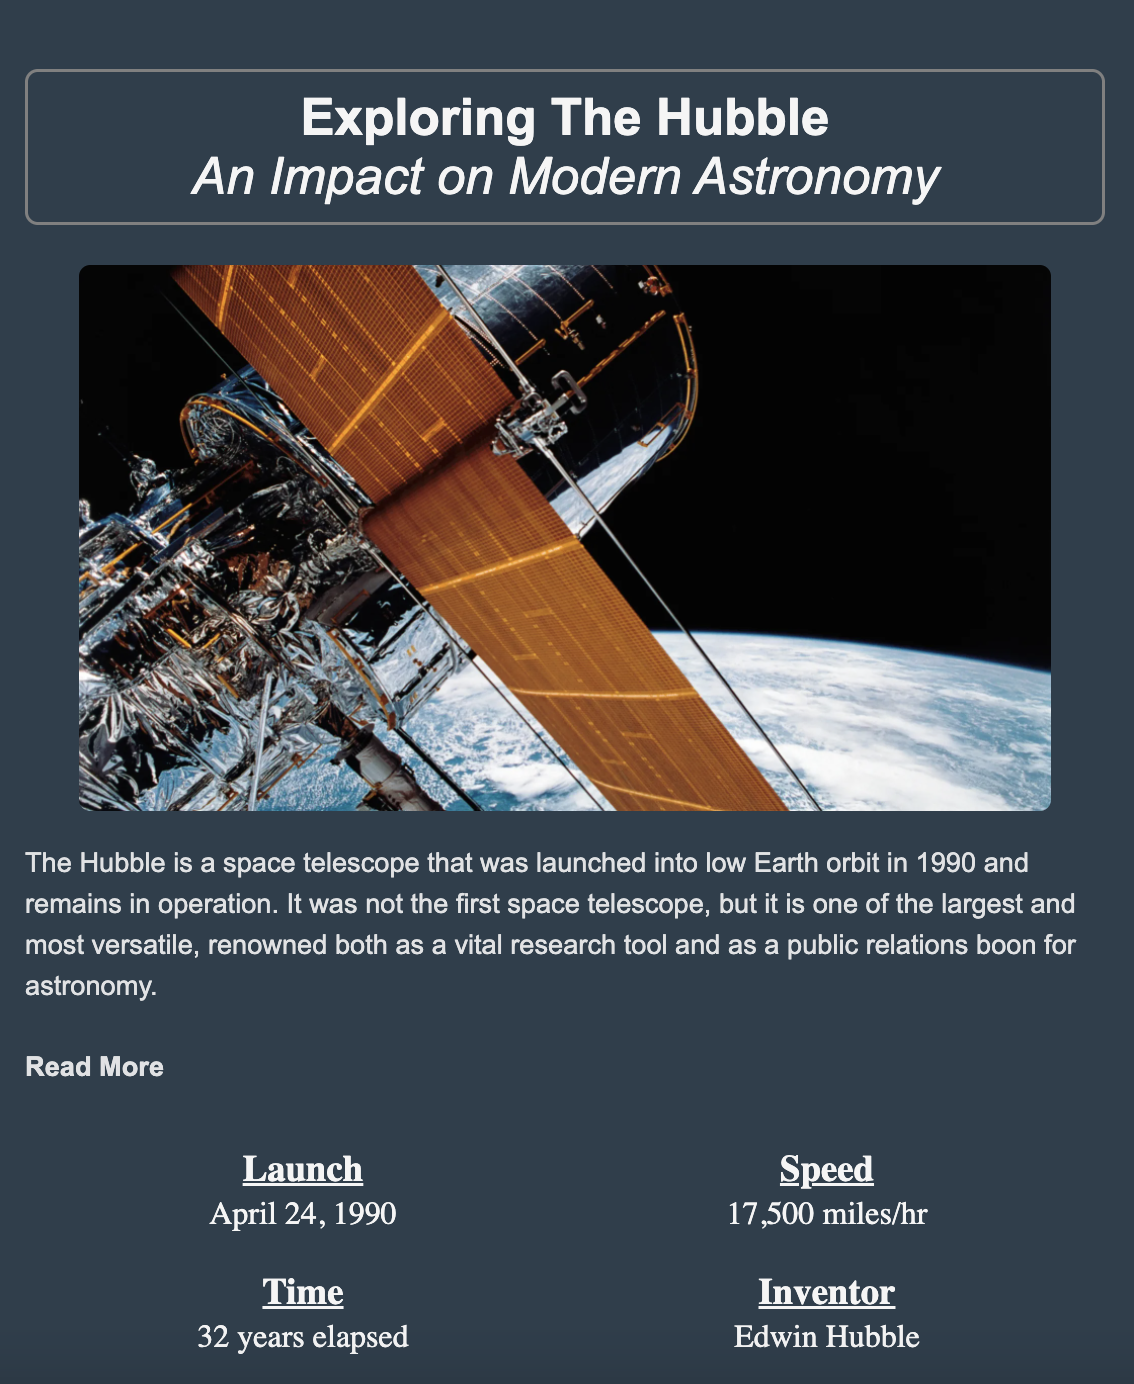 Exploring The Hubble
An Impact on Modern Astronomy
The Hubble is a space telescope that was launched into low Earth orbit in 1990 and
remains in operation. It was not the first space telescope, but it is one of the largest and
most versatile, renowned both as a vital research tool and as a public relations boon for
astronomy.
Read More
Launch
April 24, 1990
Speed
17,500 miles/hr
Time
32 years elapsed
Inventor
Edwin Hubble